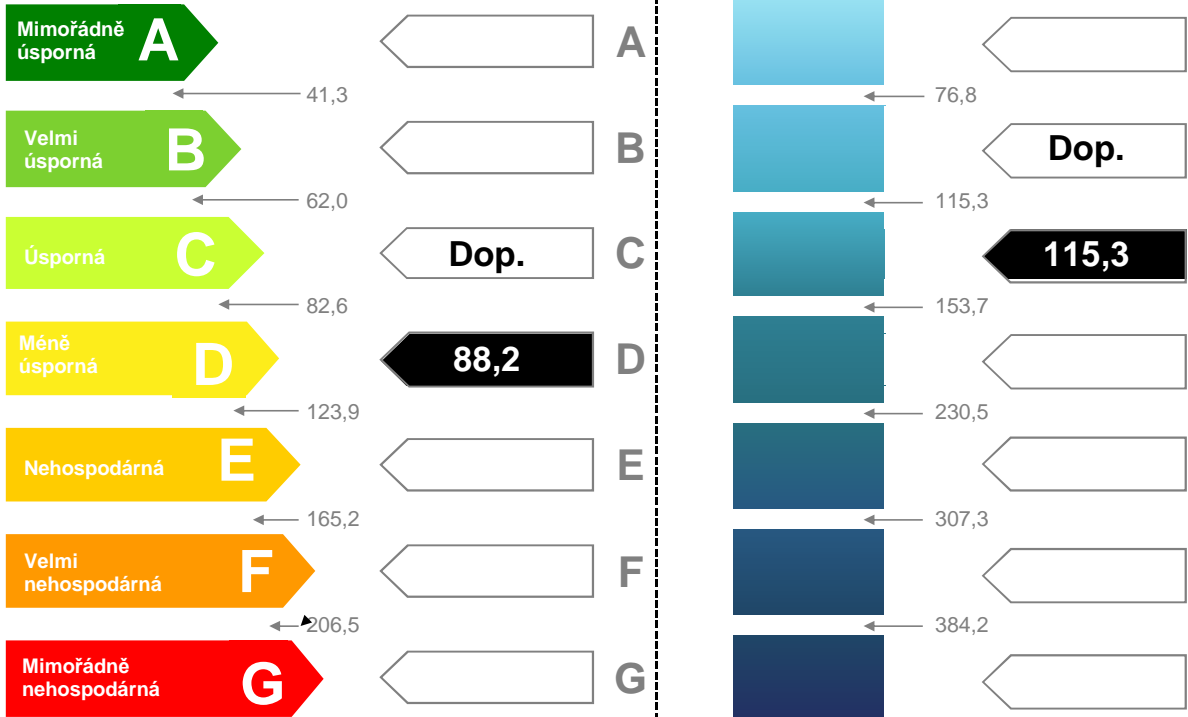 Mimořádně
úsporná
A
A
41,3
76,8
Velmi
úsporná
B
B
Dop.
62,0
115,3
Úsporná
C
Dop.
C
115,3
82,6
153,7
Méně
úsporná
D
88,2
D
123,9
230,5
Nehospodárná
E
E
165,2
307,3
Velmi
nehospodárná
F
F
206,5
384,2
Mimořádně
nehospodárná
G
G